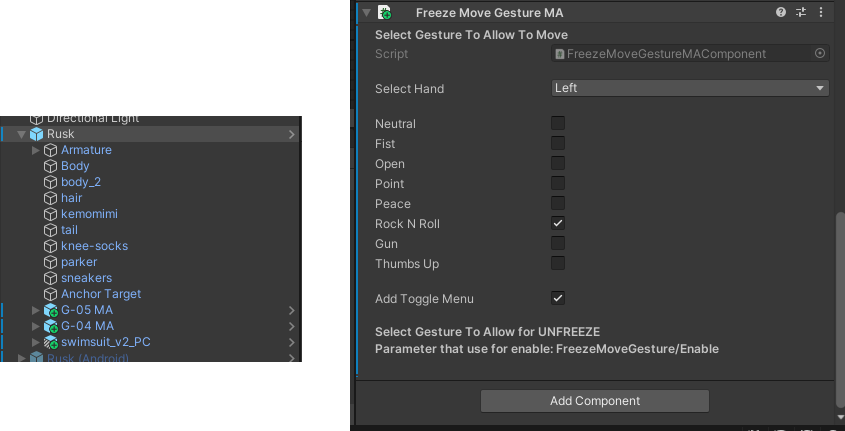 Directional Light
Rusk
Armature
Body
body_2
hair
kemomimi
tail
knee-socks
parker
sneakers
Anchor Target
G-05 MA
G-04 MA
swimsuit_v2_PC
Rusk (Android)
Freeze Move Gesture MA
Select Gesture To Allow To Move
Script FreezeMoveGestureMAComponent
Select Hand Left
Neutral
Fist
Open
Point
Peace
Rock N Roll
Gun
Thumbs Up
Add Toggle Menu
Select Gesture To Allow for UNFREEZE
Parameter that use for enable: FreezeMoveGesture/Enable
Add Component